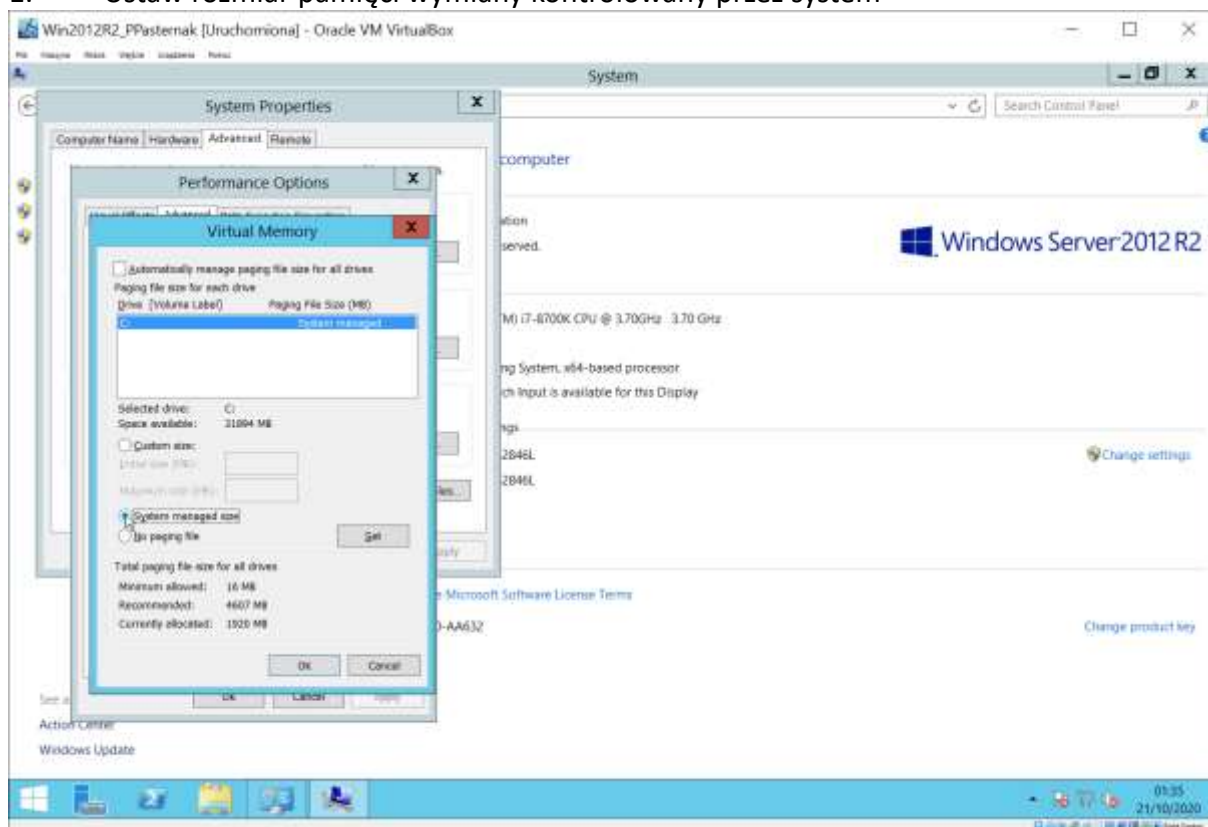 Ustaw rozmiar pamięci wymiany kontrolowany przez system
Win2012R2_PPasternak [Uruchomiona] - Oracle VM VirtualBox
System
System Properties
Search Control Panel
Computer Name Hardware Advanced Remote
computer
Performance Options
Virtual Memory
served.
Windows Server 2012 R2
Automatically manage paging file size for all drives
Paging file size for each drive
Drive [Volume Label] Paging File Size (MB)
C: System managed
i7-8700K CPU @ 3.70GHz 3.70 GHz
System, x64-based processor
Input is available for this Display
Selected drive: C:
Space available: 31894 MB
Custom size:
2846L
Change settings
2846L
System managed size
No paging file
Set
Total paging file size for all drives
Minimum allowed: 16 MB
Recommended: 4607 MB
Currently allocated: 1920 MB
Microsoft Software License Terms
-AA632
Change product key
OK Cancel
OK Cancel
Action Center
Windows Update
01:35
21/10/2020